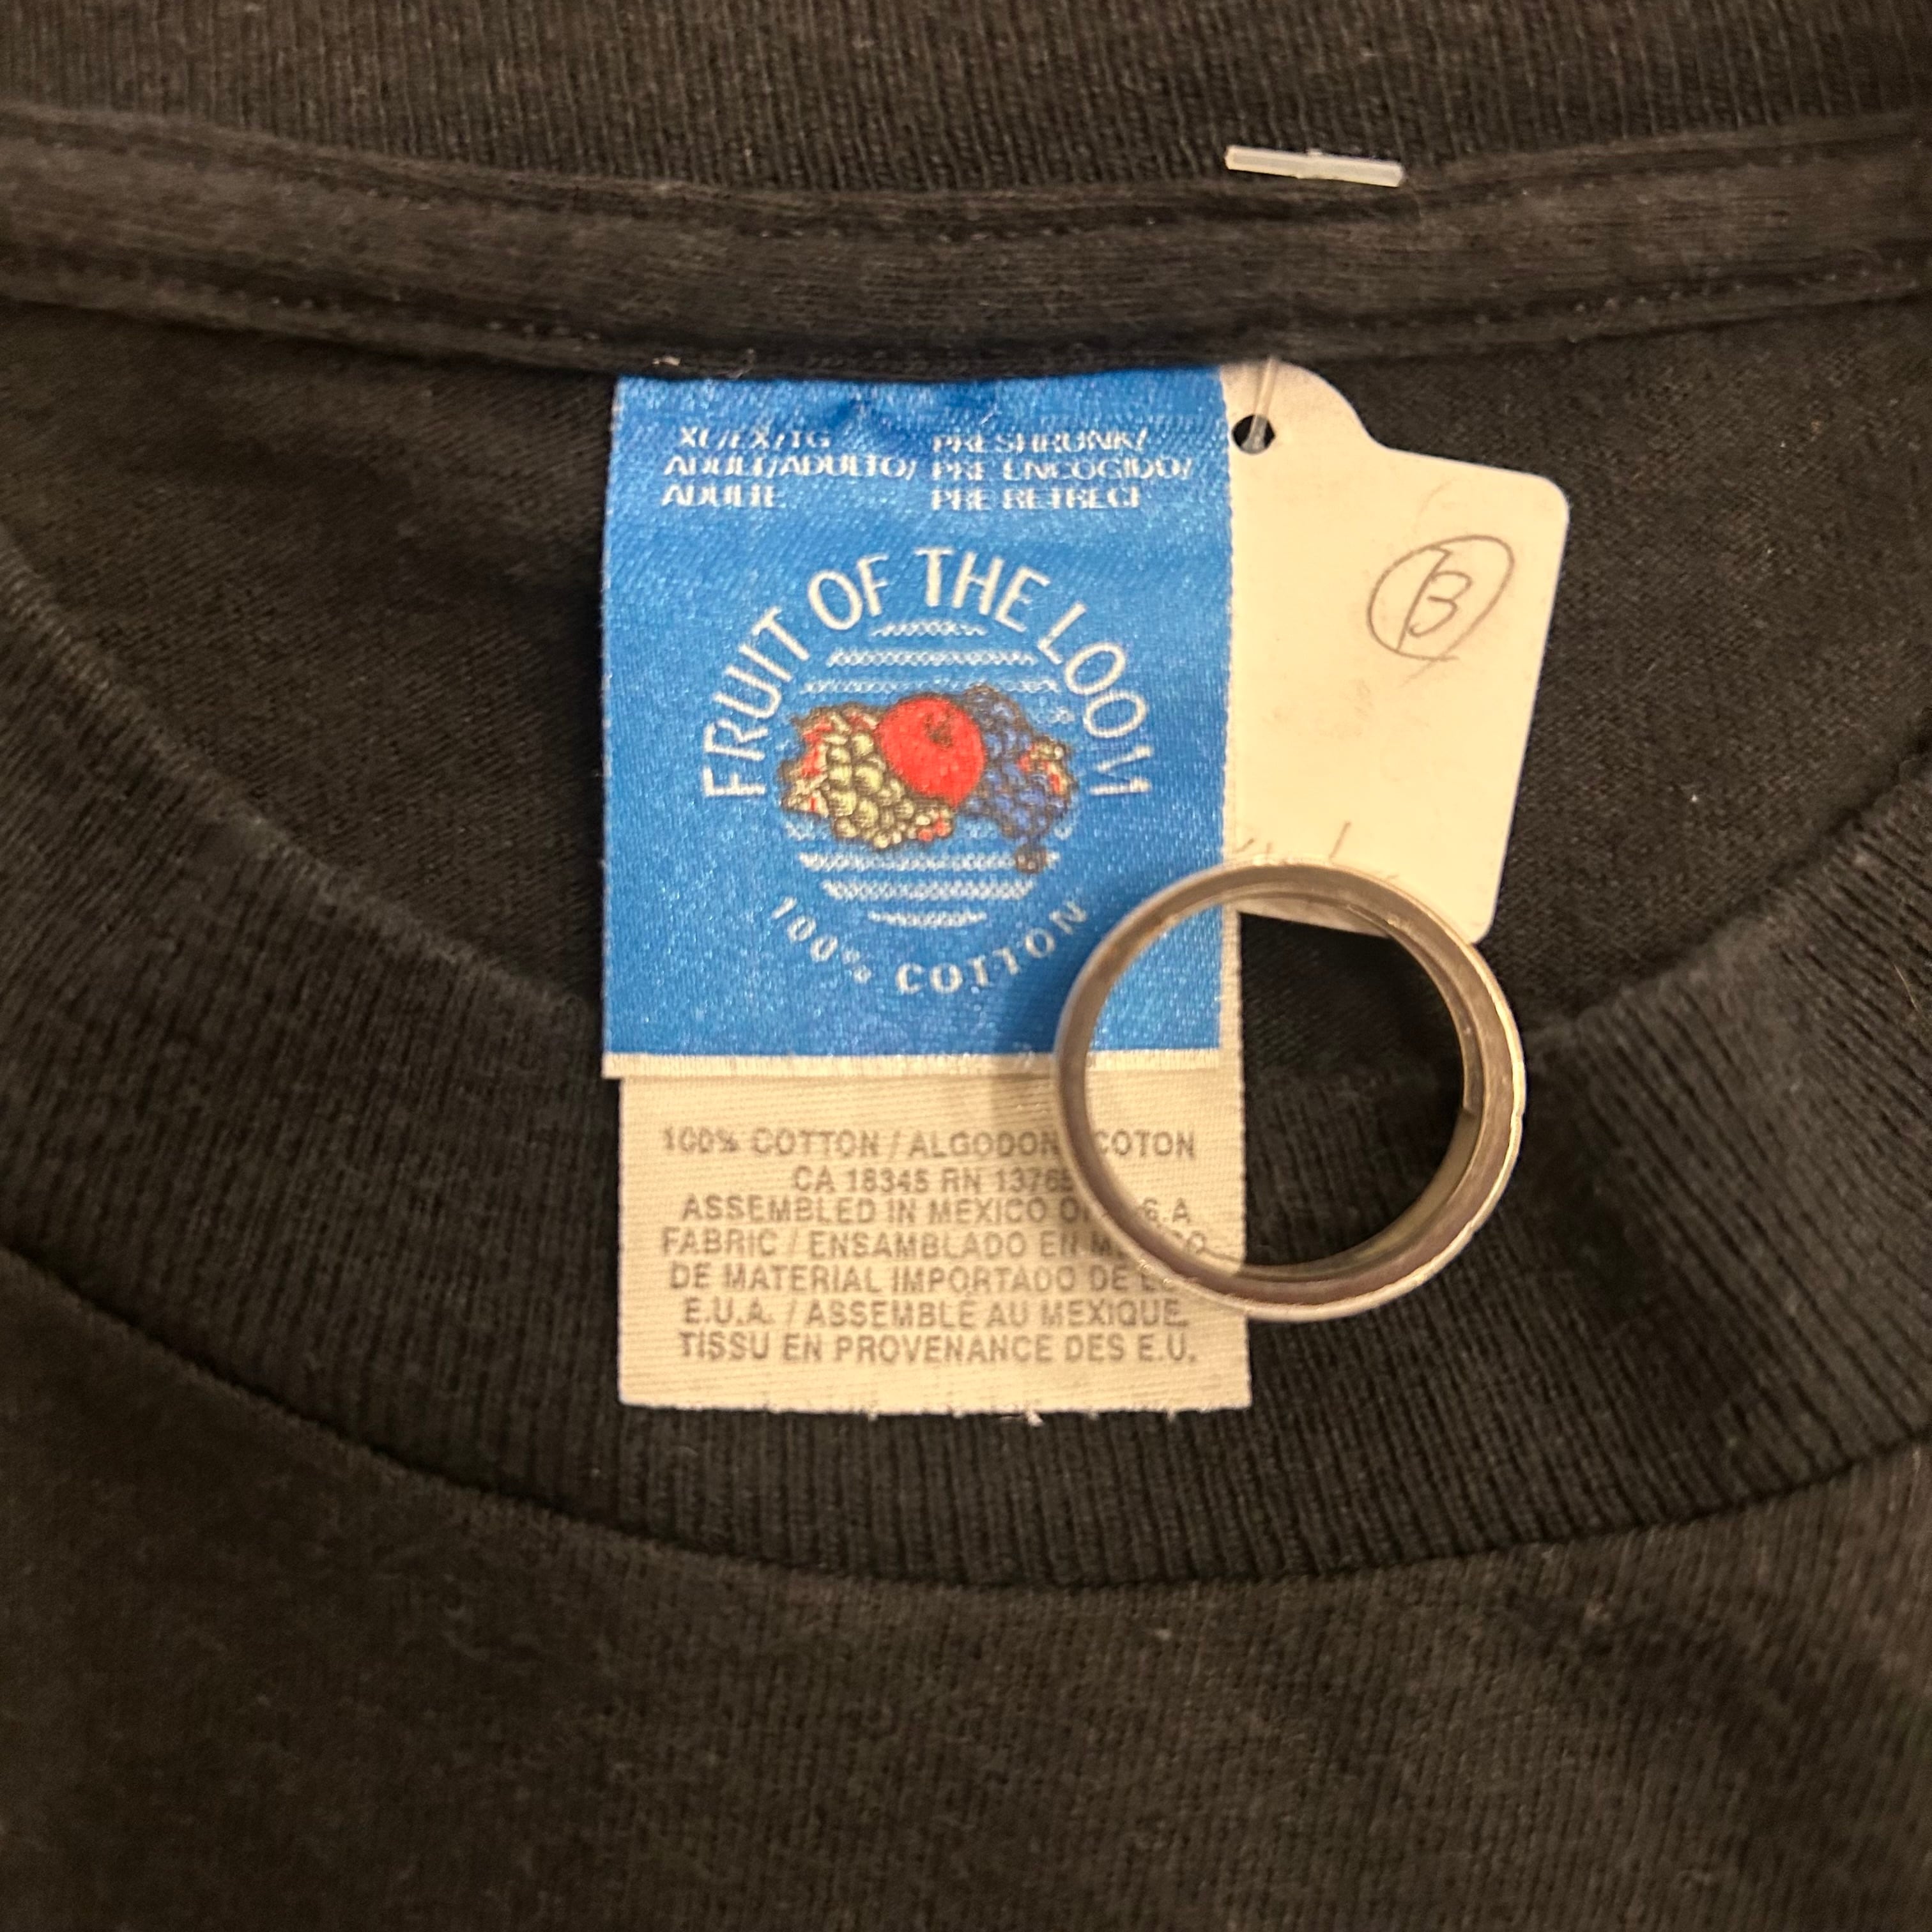 XL/EX/TG
ADULT/ADULTO/
ADULTE
PRESHRUNK/
PRE ENCOGIDO/
PRE RETRECI
FRUIT OF THE LOOM
100% COTTON
B
100% COTTON / ALGODON COTON
CA 18345 RN 13765
ASSEMBLED IN MEXICO S.A
FABRIC / ENSAMBLADO EN
DE MATERIAL IMPORTADO DE
E.U.A. / ASSEMBLÉ AU MEXIQUE
TISSU EN PROVENANCE DES E.U.